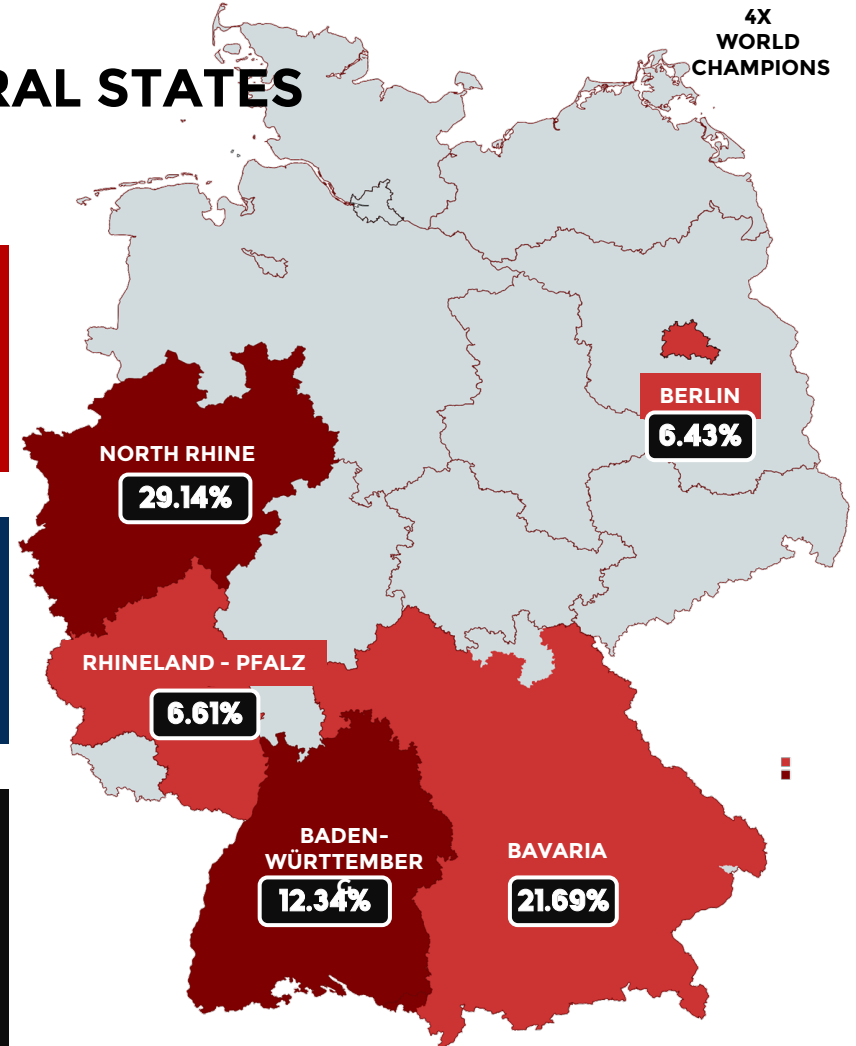 4X
WORLD
CHAMPIONS
RAL STATES
BERLIN
6.43%
NORTH RHINE
29.14%
RHINELAND - PFALZ
6.61%
BADEN-
WÜRTTEMBER
G
12.34%
BAVARIA
21.69%